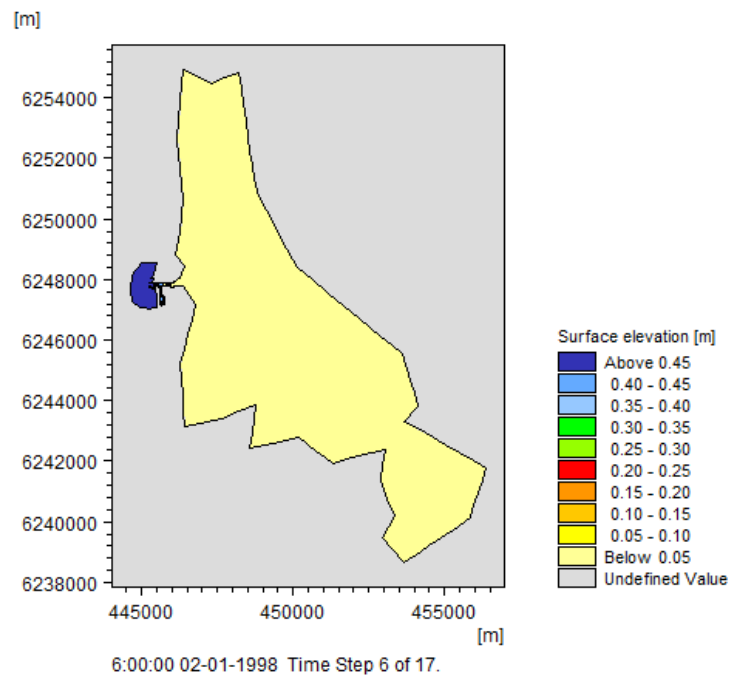 [m]
6254000
6252000
6250000
6248000
6246000
6244000
6242000
6240000
6238000
445000 450000 455000
[m]
6:00:00 02-01-1998 Time Step 6 of 17.
Surface elevation [m]
Above 0.45
0.40 - 0.45
0.35 - 0.40
0.30 - 0.35
0.25 - 0.30
0.20 - 0.25
0.15 - 0.20
0.10 - 0.15
0.05 - 0.10
Below 0.05
Undefined Value